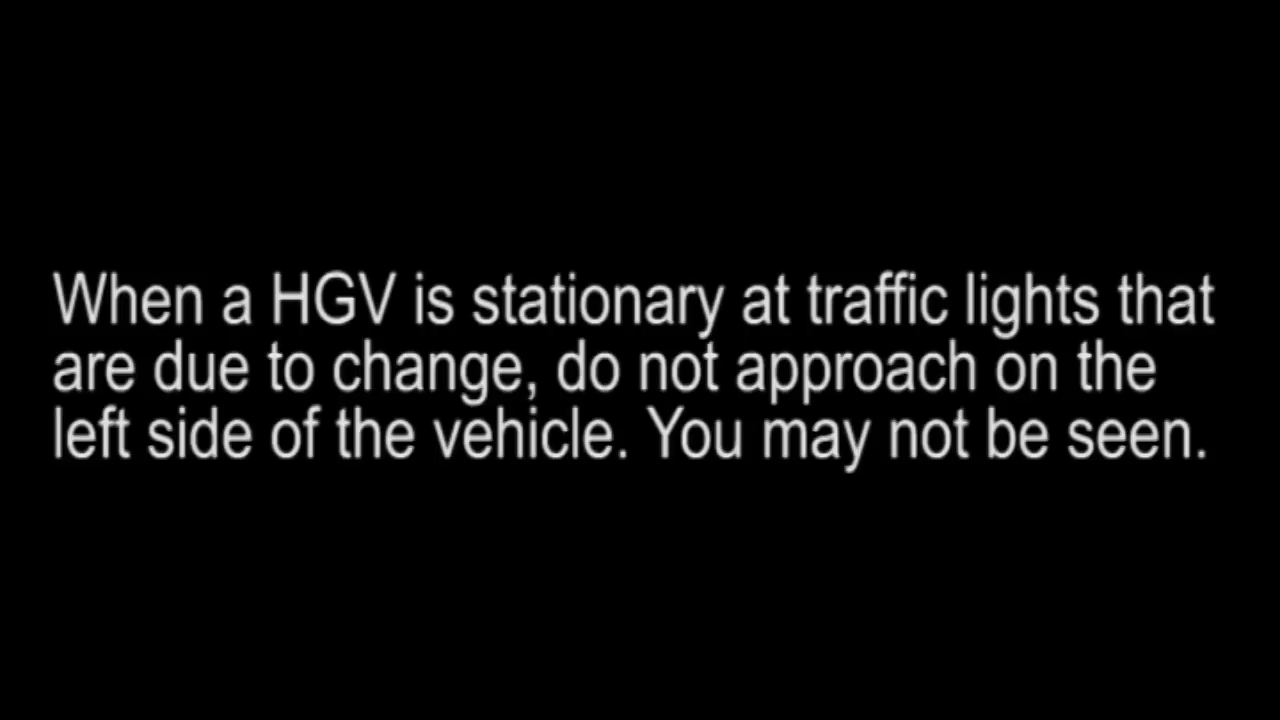 When a HGV is stationary at traffic lights that
are due to change, do not approach on the
left side of the vehicle. You may not be seen.